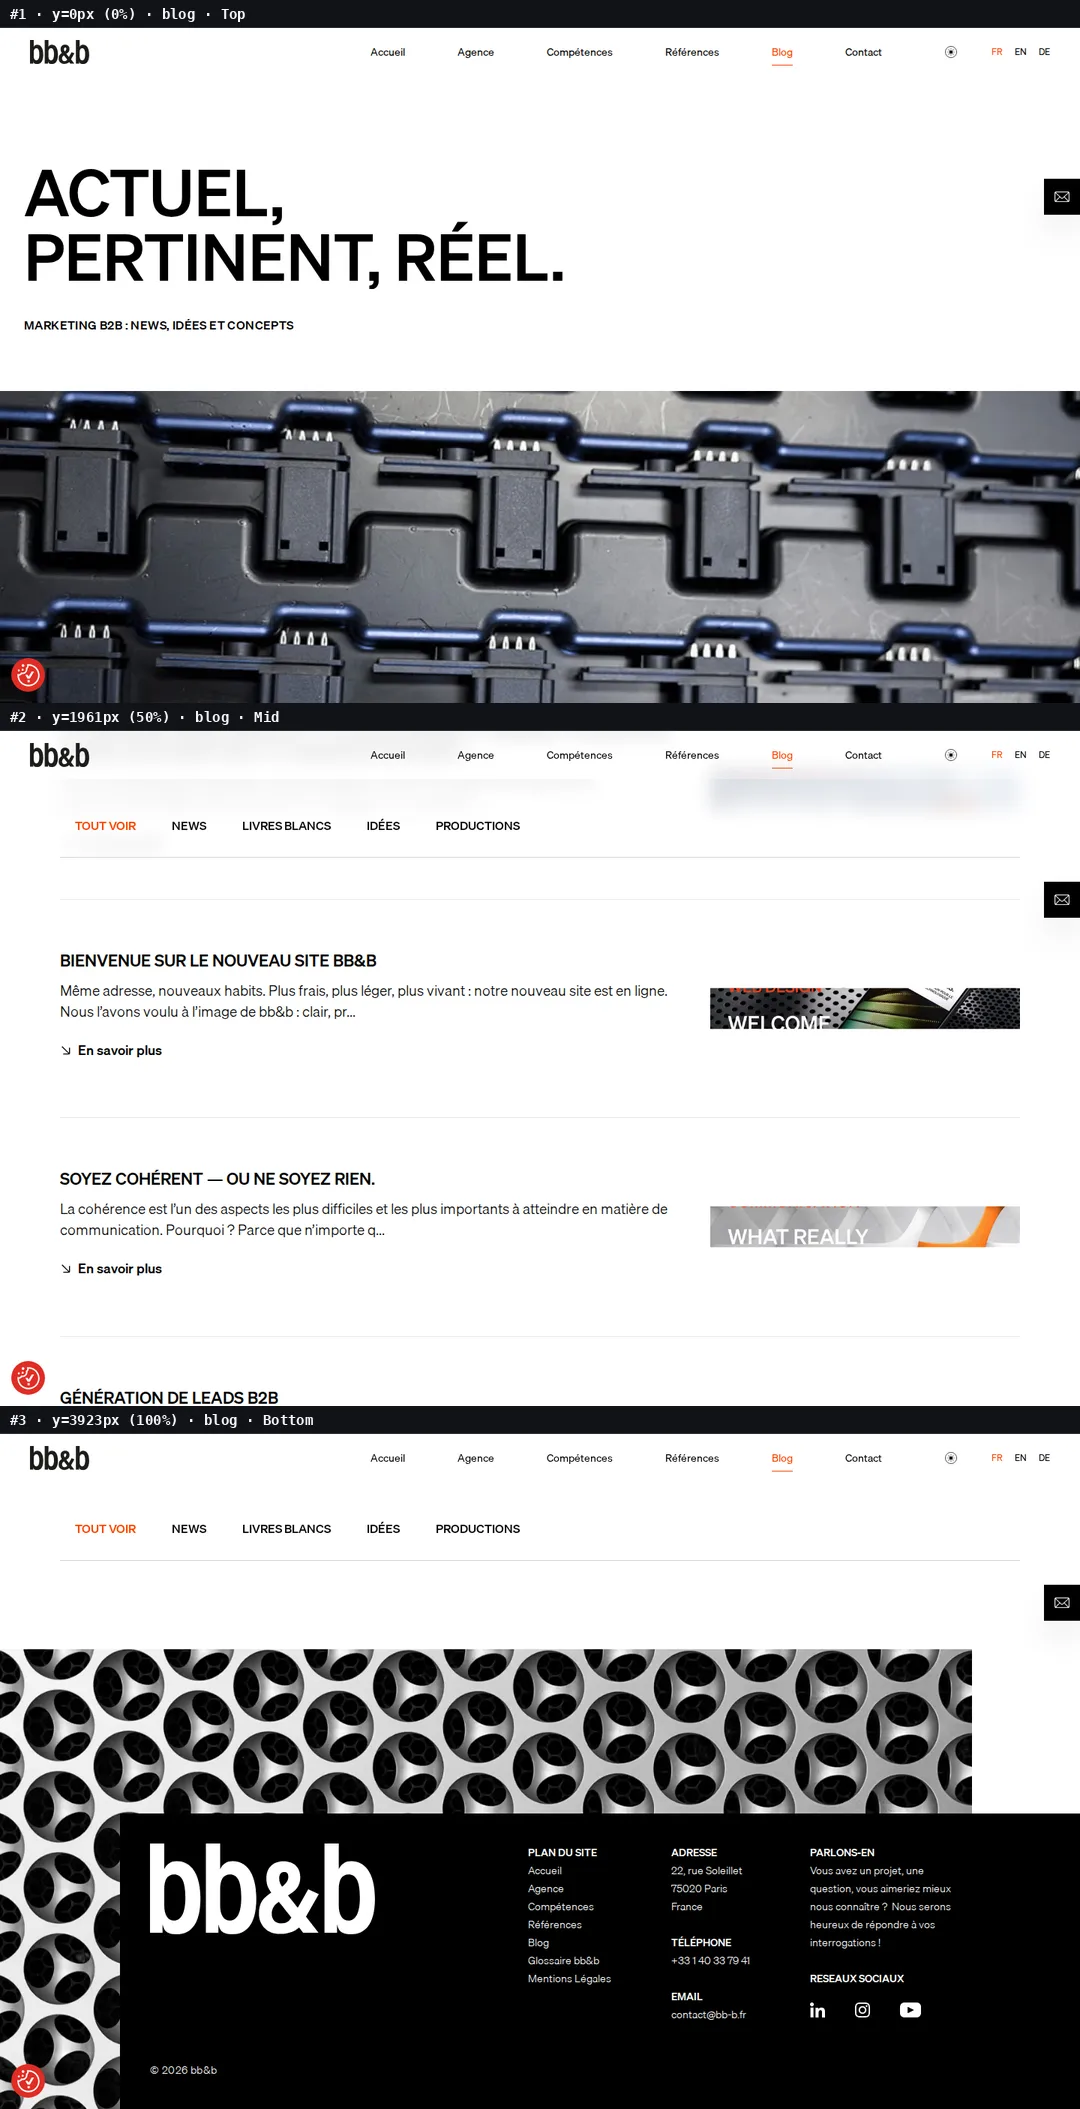 #1 · y=0px (0%) · blog · Top
bb&b
Accueil Agence Compétences Références Blog Contact FR EN DE
ACTUEL,
PERTINENT, RÉEL.
MARKETING B2B : NEWS, IDÉES ET CONCEPTS
#2 · y=1961px (50%) · blog · Mid
bb&b
Accueil Agence Compétences Références Blog Contact FR EN DE
TOUT VOIR NEWS LIVRES BLANCS IDÉES PRODUCTIONS
BIENVENUE SUR LE NOUVEAU SITE BB&B
Même adresse, nouveaux habits. Plus frais, plus léger, plus vivant : notre nouveau site est en ligne.
Nous l’avons voulu à l’image de bb&b : clair, pr...
En savoir plus
WEB DESIGN
WELCOME
SOYEZ COHÉRENT — OU NE SOYEZ RIEN.
La cohérence est l’un des aspects les plus difficiles et les plus importants à atteindre en matière de
communication. Pourquoi ? Parce que n’importe q...
En savoir plus
WHAT REALLY
GÉNÉRATION DE LEADS B2B
#3 · y=3923px (100%) · blog · Bottom
bb&b
Accueil Agence Compétences Références Blog Contact FR EN DE
TOUT VOIR NEWS LIVRES BLANCS IDÉES PRODUCTIONS
bb&b
PLAN DU SITE
Accueil
Agence
Compétences
Références
Blog
Glossaire bb&b
Mentions Légales
ADRESSE
22, rue Soleillet
75020 Paris
France
TÉLÉPHONE
+33 1 40 33 79 41
EMAIL
contact@bb-b.fr
PARLONS-EN
Vous avez un projet, une
question, vous aimeriez mieux
nous connaître ? Nous serons
heureux de répondre à vos
interrogations !
RESEAUX SOCIAUX
© 2026 bb&b